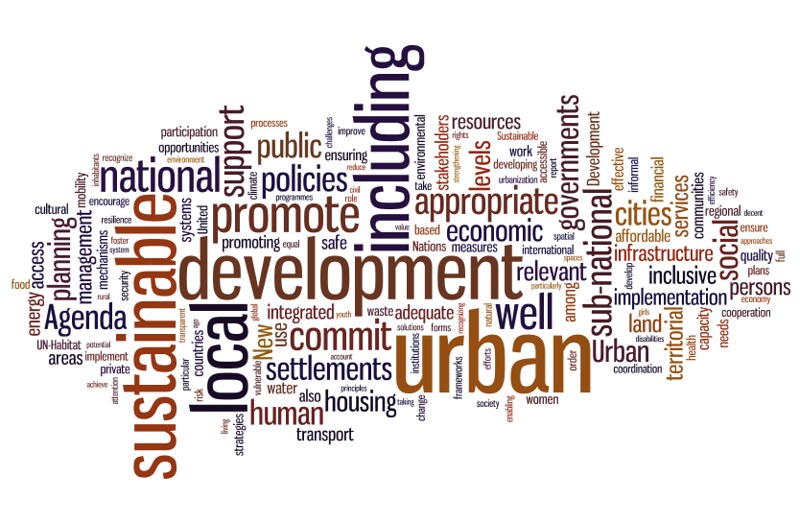 including
participation
processes
challenges
improve
environmental
stakeholders
resources
rights
Sustainable
levels
strengthening
work
developing
accessible
report
governments
Development
opportunities
support
public
ensuring
reduce
urbanization
take
effective
informal
financial
inhabitants
recognize
environment
national
climate
policies
civil
role
programmes
appropriate
sub-national
cities
services
communities
efficiency
safety
mobility
encourage
cultural
resilience
planning
management
mechanisms
foster
system
sustainable
systems
United
promote
value
based
economic
spatial
affordable
regional
decent
social
ensure
approaches
promoting
equal
safe
Nations
measures
international
spaces
infrastructure
quality
full
access
rural
security
development
relevant
particularly
among
develop
inclusive
plans
persons
food
energy
Agenda
implementation
economy
transparent
local
age
global
New
use
integrated
youth
waste
adequate
recognizing
natural
well
girls
land
territorial
capacity
cooperation
needs
health
commit
solutions
forms
institutions
urban
order
Urban
disabilities
UN-Habitat
potential
areas
implement
private
achieve
attention
particular
countries
risk
account
settlements
vulnerable
water
principles
frameworks
efforts
coordination
also
housing
taking
change
society
enabling
women
living
strategies
human
transport